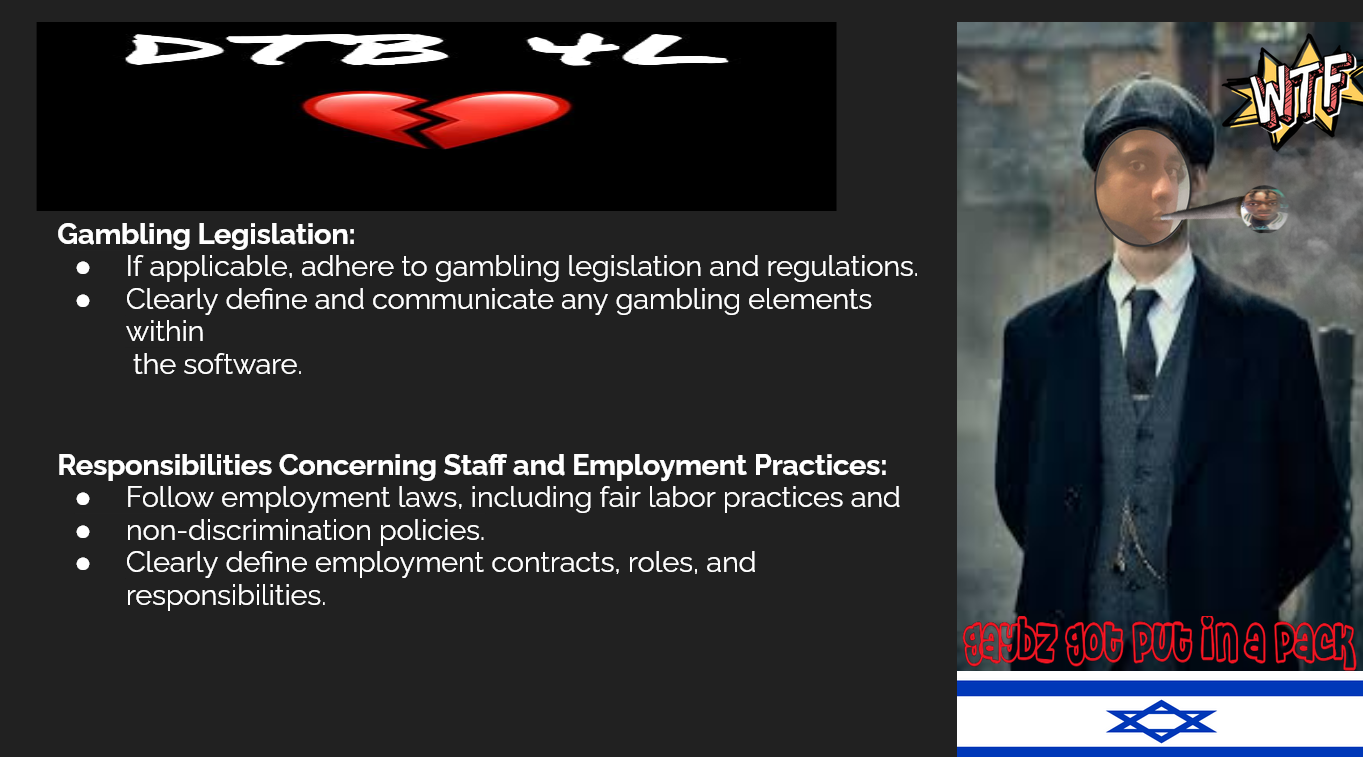 DTB 4L
Gambling Legislation:
● If applicable, adhere to gambling legislation and regulations.
● Clearly define and communicate any gambling elements
within
the software.
Responsibilities Concerning Staff and Employment Practices:
● Follow employment laws, including fair labor practices and
● non-discrimination policies.
● Clearly define employment contracts, roles, and
responsibilities.
WTF
gaybz got put in a pack